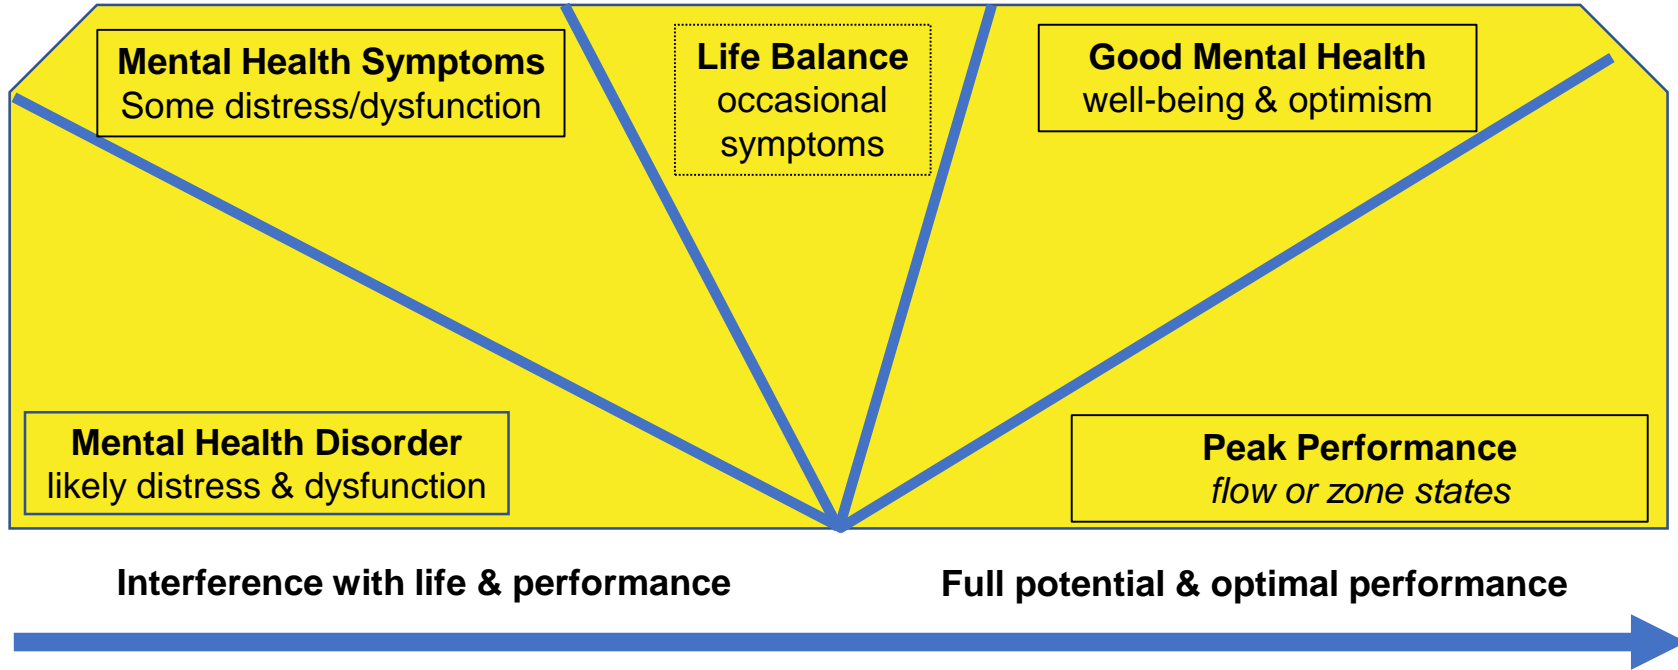 Mental Health Symptoms
Some distress/dysfunction
Life Balance
occasional
symptoms
Good Mental Health
well-being & optimism
Mental Health Disorder
likely distress & dysfunction
Peak Performance
flow or zone states
Interference with life & performance
Full potential & optimal performance